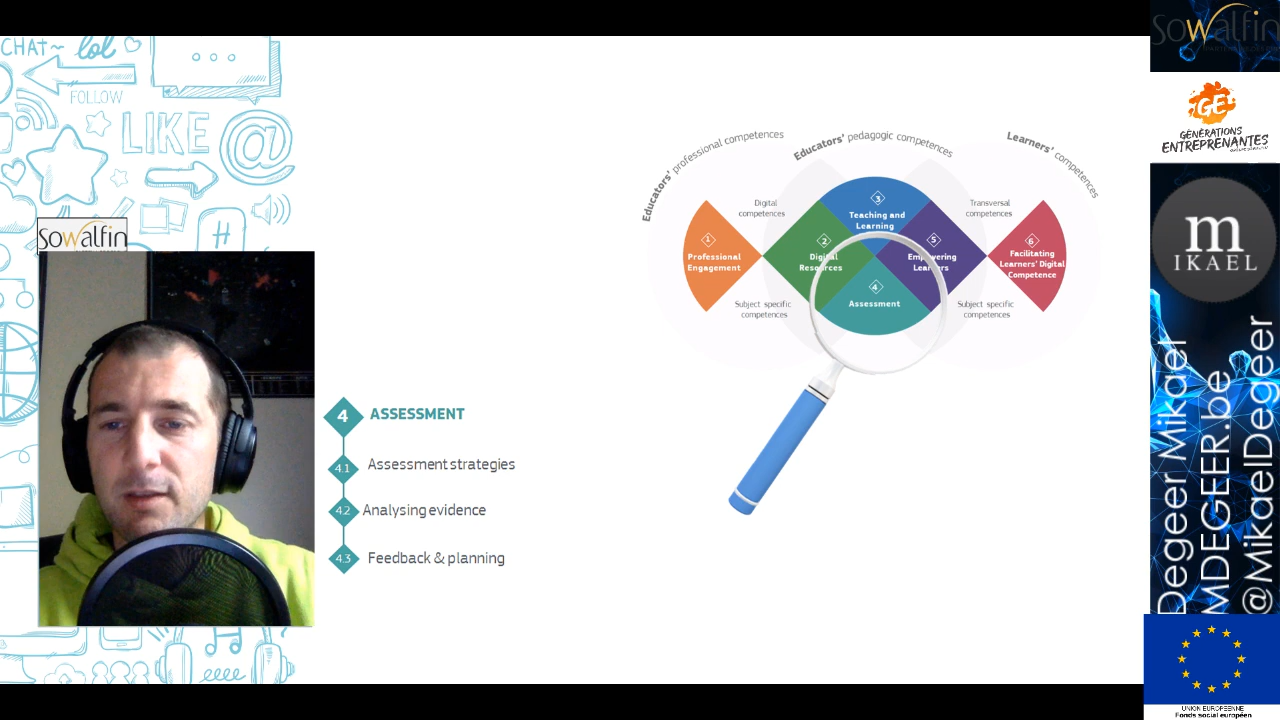 CHAT~ lol
FOLLOW
LIKE @
#
Sowalfin
4 ASSESSMENT
4.1 Assessment strategies
4.2 Analysing evidence
4.3 Feedback & planning
Educators' professional competences
Educators' pedagogic competences
Learners' competences
Digital
competences
Transversal
competences
1
Professional
Engagement
2
Digital
Resources
3
Teaching and
Learning
4
Assessment
5
Empowering
Learners
6
Facilitating
Learners' Digital
Competence
Subject specific
competences
Subject specific
competences
Sowalfin
GE
GÉNÉRATIONS
ENTREPRENANTES
m
IKAEL
Degeer Mikael
MDEGEER.be
@MikaelDegeer
UNION EUROPEENNE
Fonds social européen